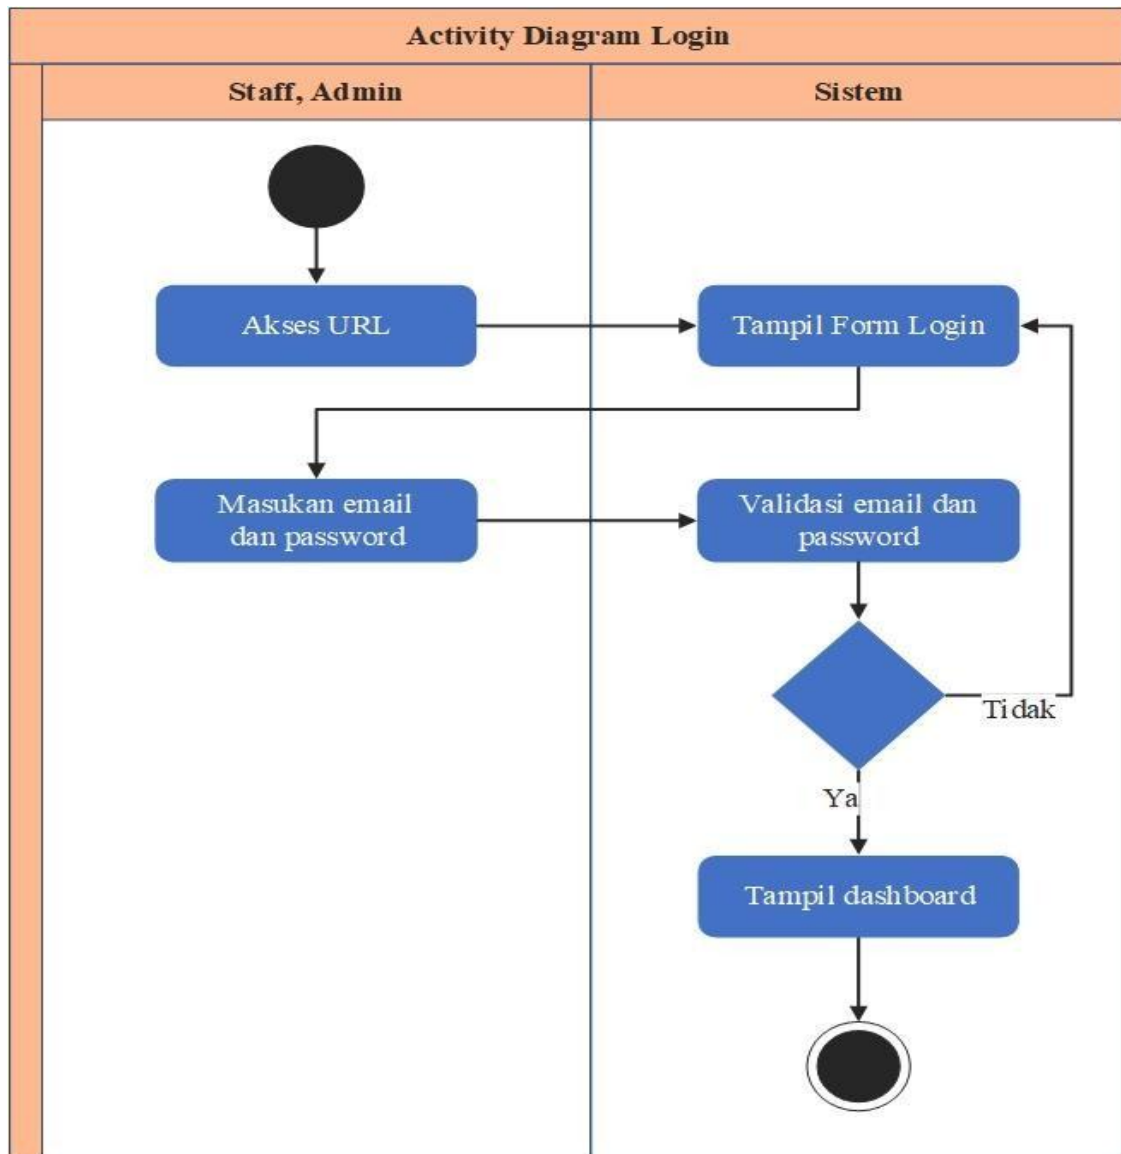 Activity Diagram Login
Staff, Admin
Sistem
Akses URL
Tampil Form Login
Masukan email
dan password
Validasi email dan
password
Tidak
Ya
Tampil dashboard